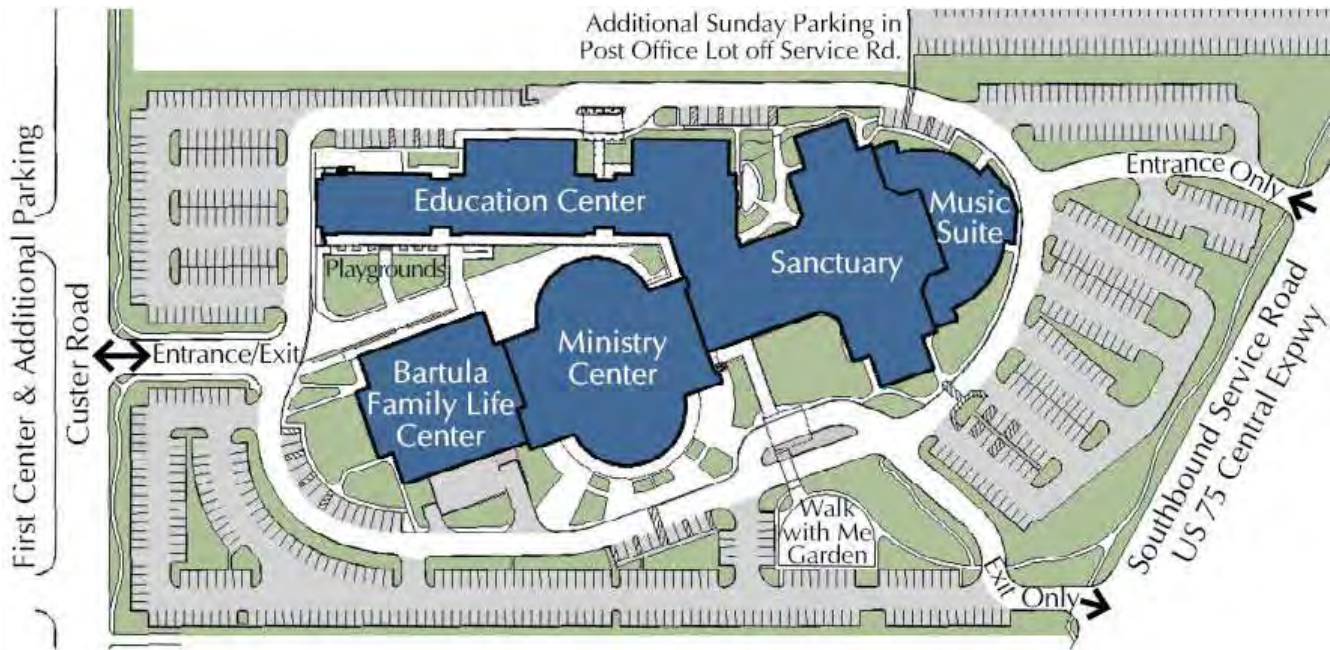 Additional Sunday Parking in
Post Office Lot off Service Rd.
First Center & Additional Parking
Custer Road
Entrance/Exit
Education Center
Playgrounds
Sanctuary
Music
Suite
Entrance Only
Ministry
Center
Bartula
Family Life
Center
Walk
with Me
Garden
Exit Only
Southbound Service Road
US 75 Central Expwy